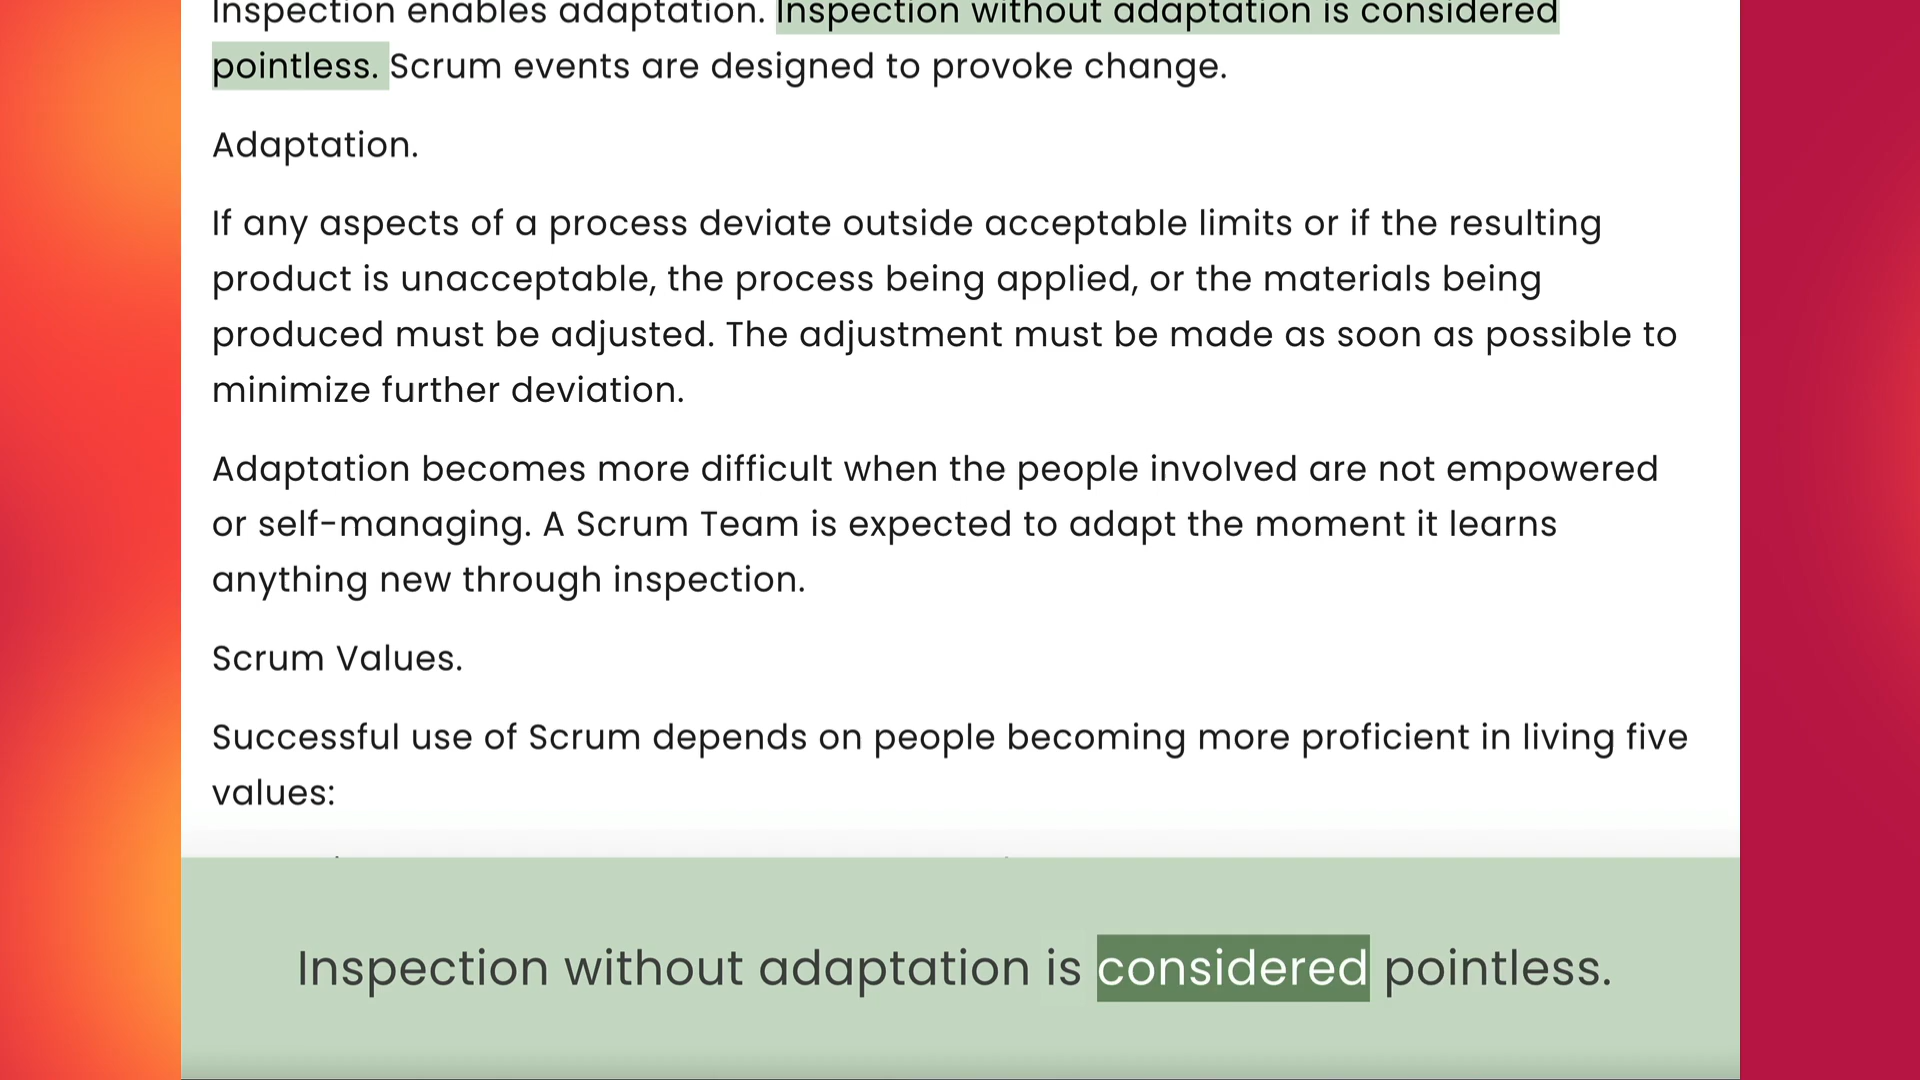 Inspection enables adaptation. Inspection without adaptation is considered
pointless. Scrum events are designed to provoke change.
Adaptation.
If any aspects of a process deviate outside acceptable limits or if the resulting
product is unacceptable, the process being applied, or the materials being
produced must be adjusted. The adjustment must be made as soon as possible to
minimize further deviation.
Adaptation becomes more difficult when the people involved are not empowered
or self-managing. A Scrum Team is expected to adapt the moment it learns
anything new through inspection.
Scrum Values.
Successful use of Scrum depends on people becoming more proficient in living five
values:
Inspection without adaptation is considered pointless.